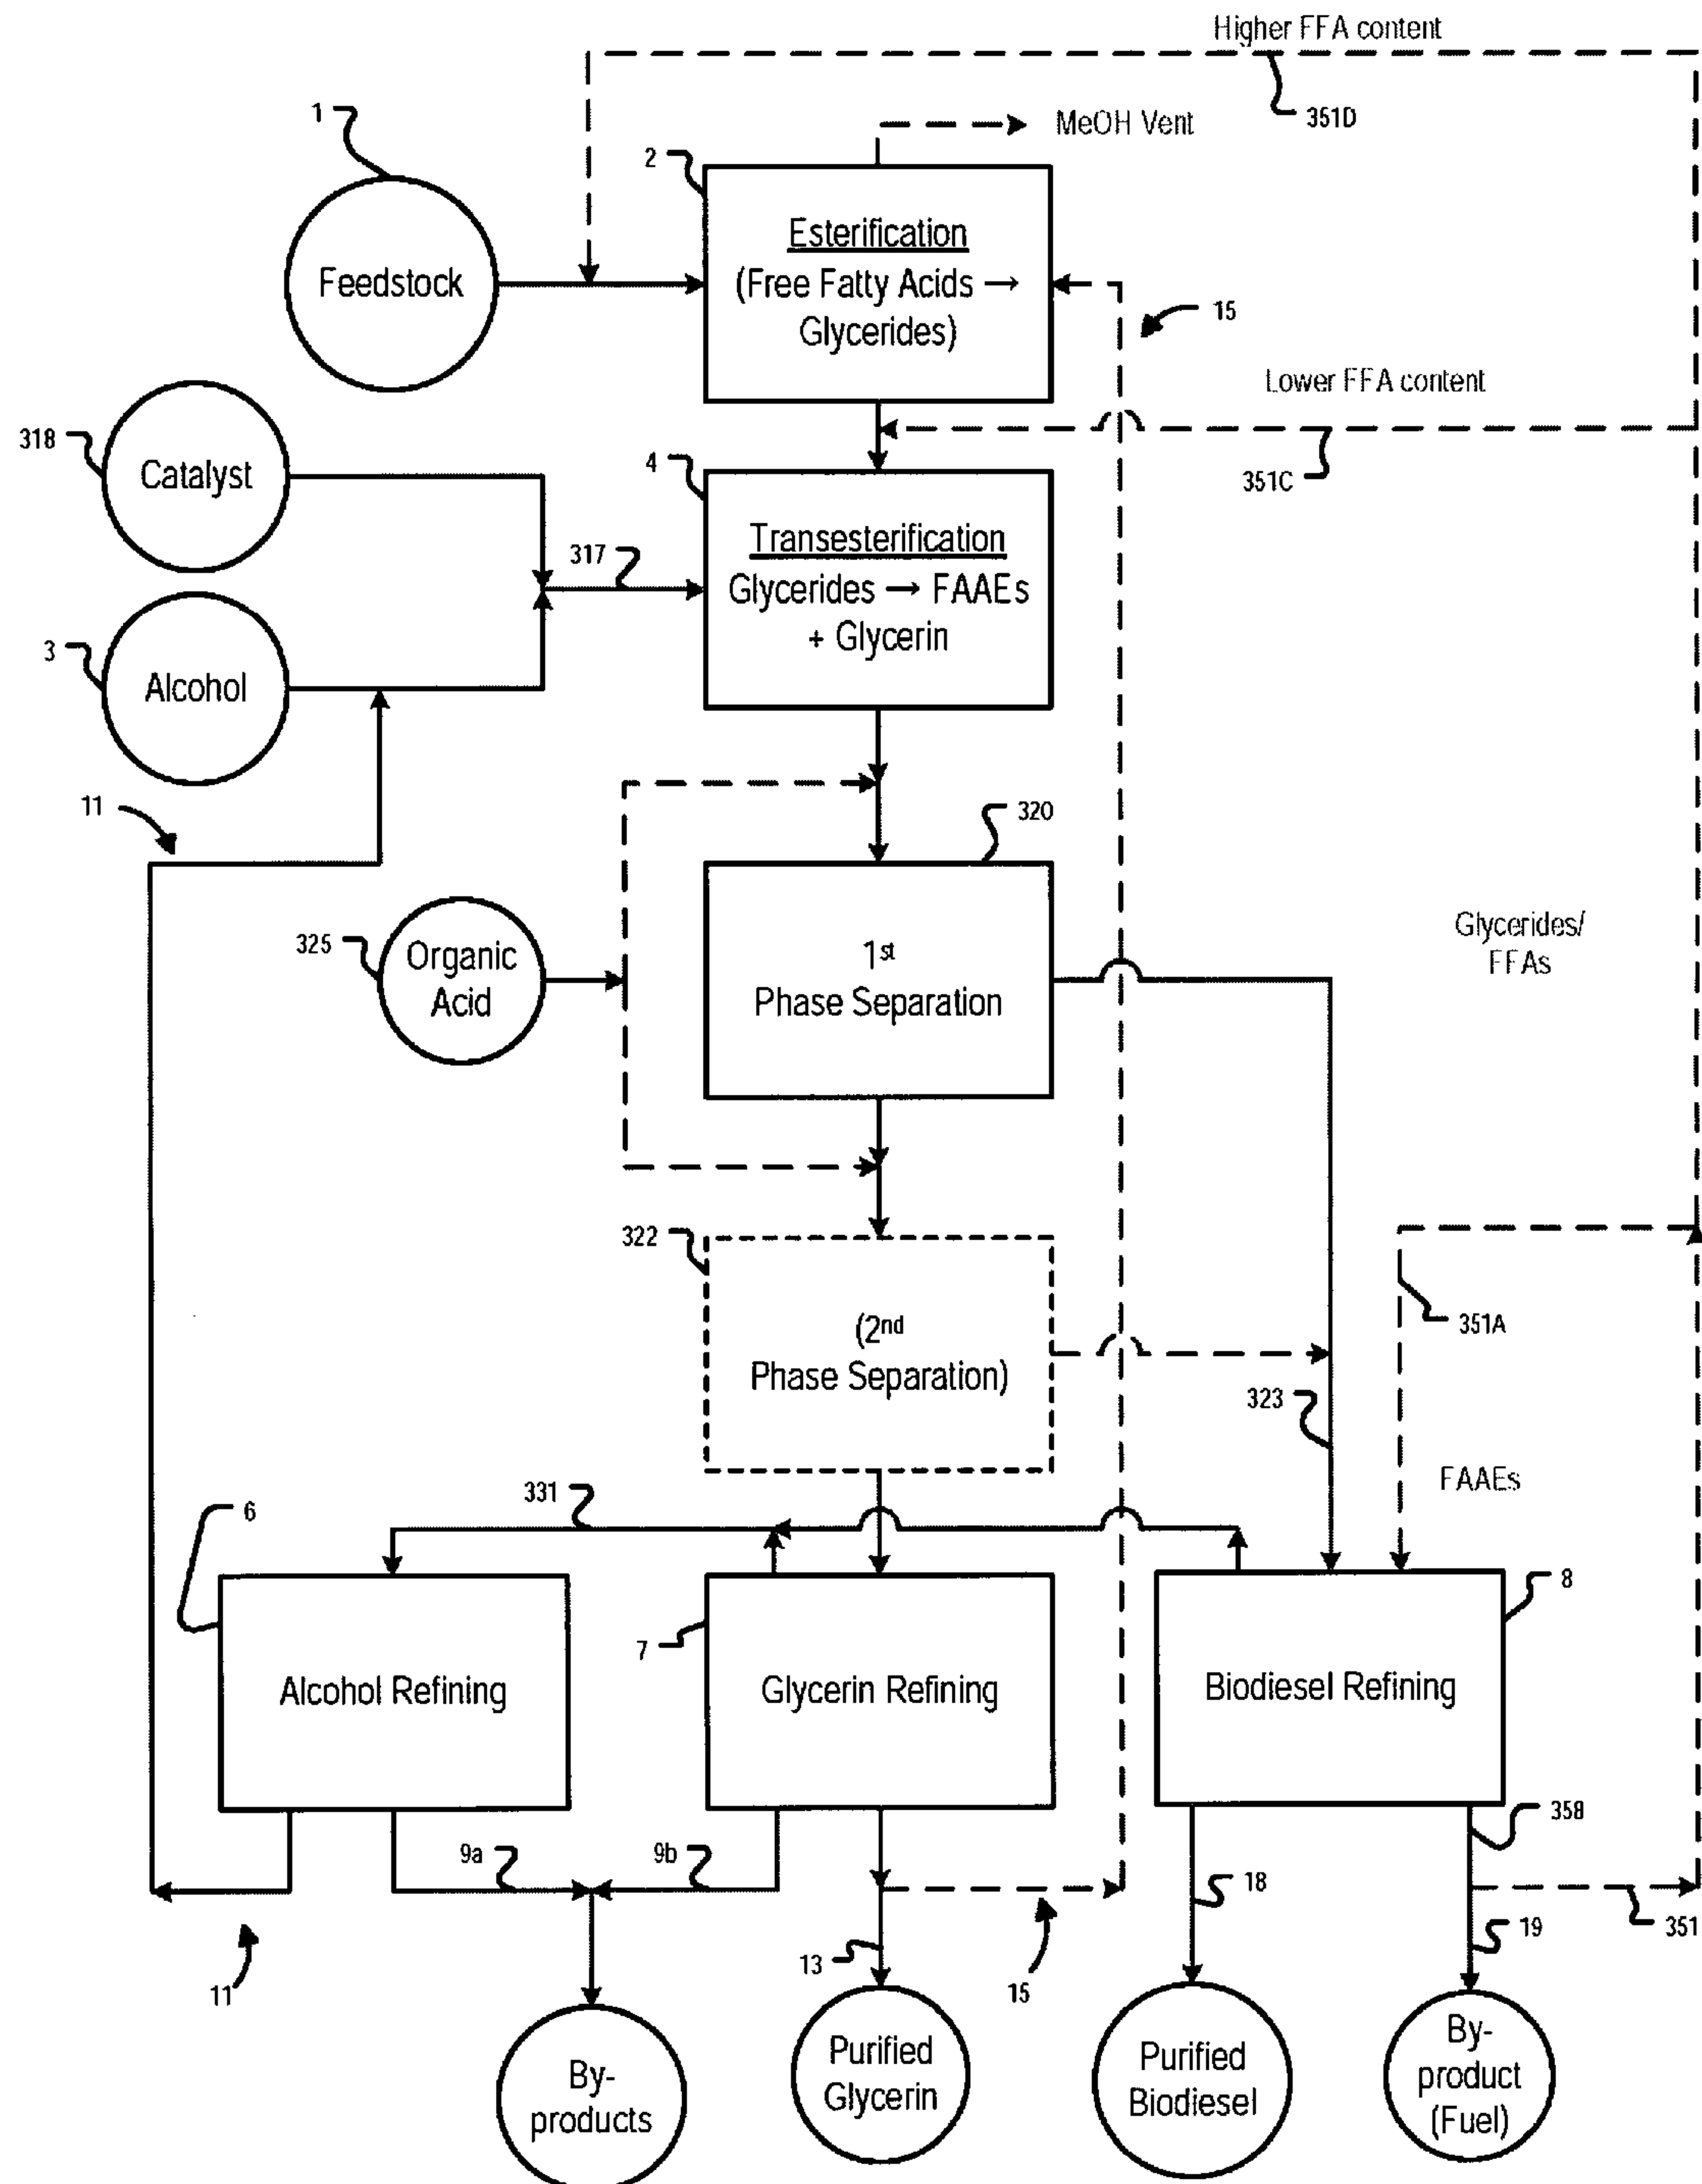 Higher FFA content
351D
1
MeOH Vent
2
Esterification
(Free Fatty Acids →
Glycerides)
Feedstock
15
Lower FFA content
318
Catalyst
351C
4
Transesterification
Glycerides → FAAEs
+ Glycerin
317
3
Alcohol
11
320
325
Organic
Acid
1st
Phase Separation
Glycerides/
FFAs
322
(2nd
Phase Separation)
351A
323
FAAEs
331
6
8
7
Alcohol Refining
Glycerin Refining
Biodiesel Refining
358
9a
9b
18
19
351
13
15
11
By-
products
Purified
Glycerin
Purified
Biodiesel
By-
product
(Fuel)